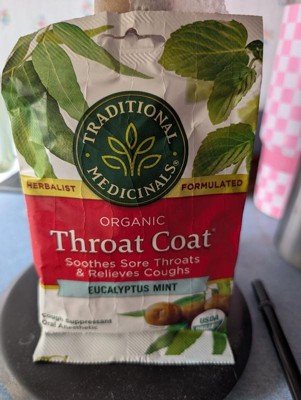 TRADITIONAL
MEDICINALS®
HERBALIST
FORMULATED
ORGANIC
Throat Coat®
Soothes Sore Throats
& Relieves Coughs
EUCALYPTUS MINT
Cough Suppressant
Oral Anesthetic
USDA